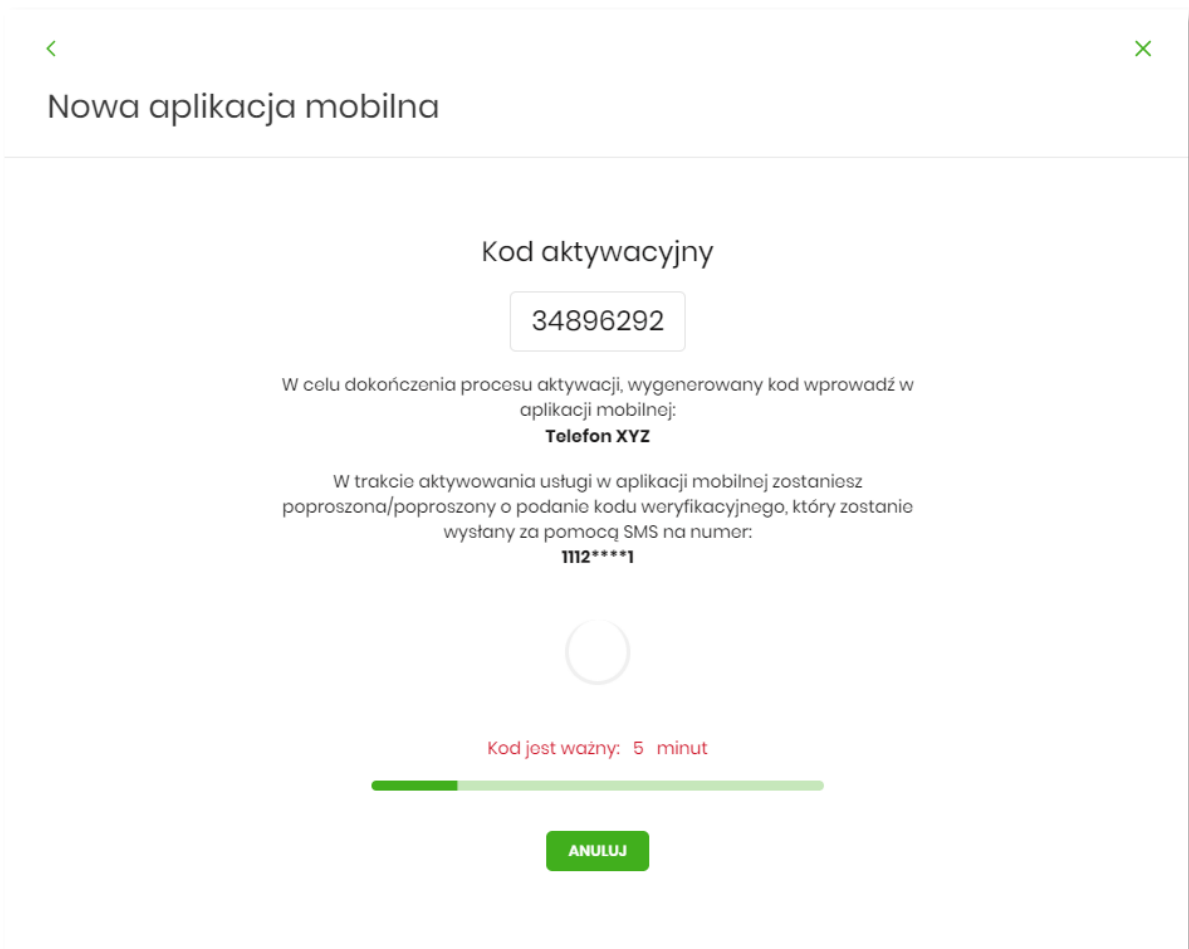 Nowa aplikacja mobilna
Kod aktywacyjny
34896292
W celu dokończenia procesu aktywacji, wygenerowany kod wprowadź w
aplikacji mobilnej:
Telefon XYZ
W trakcie aktywowania usługi w aplikacji mobilnej zostaniesz
poproszona/poproszony o podanie kodu weryfikacyjnego, który zostanie
wysłany za pomocą SMS na numer:
1112****1
Kod jest ważny: 5 minut
ANULUJ